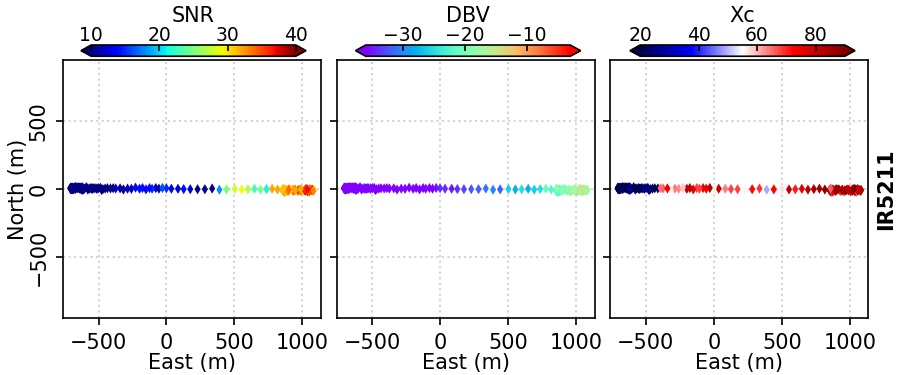 SNR DBV Xc
10 20 30 40 −30 −20 −10 20 40 60 80
North (m)
500
0
−500
−500 0 500 1000 −500 0 500 1000 −500 0 500 1000
East (m) East (m) East (m)
IR5211